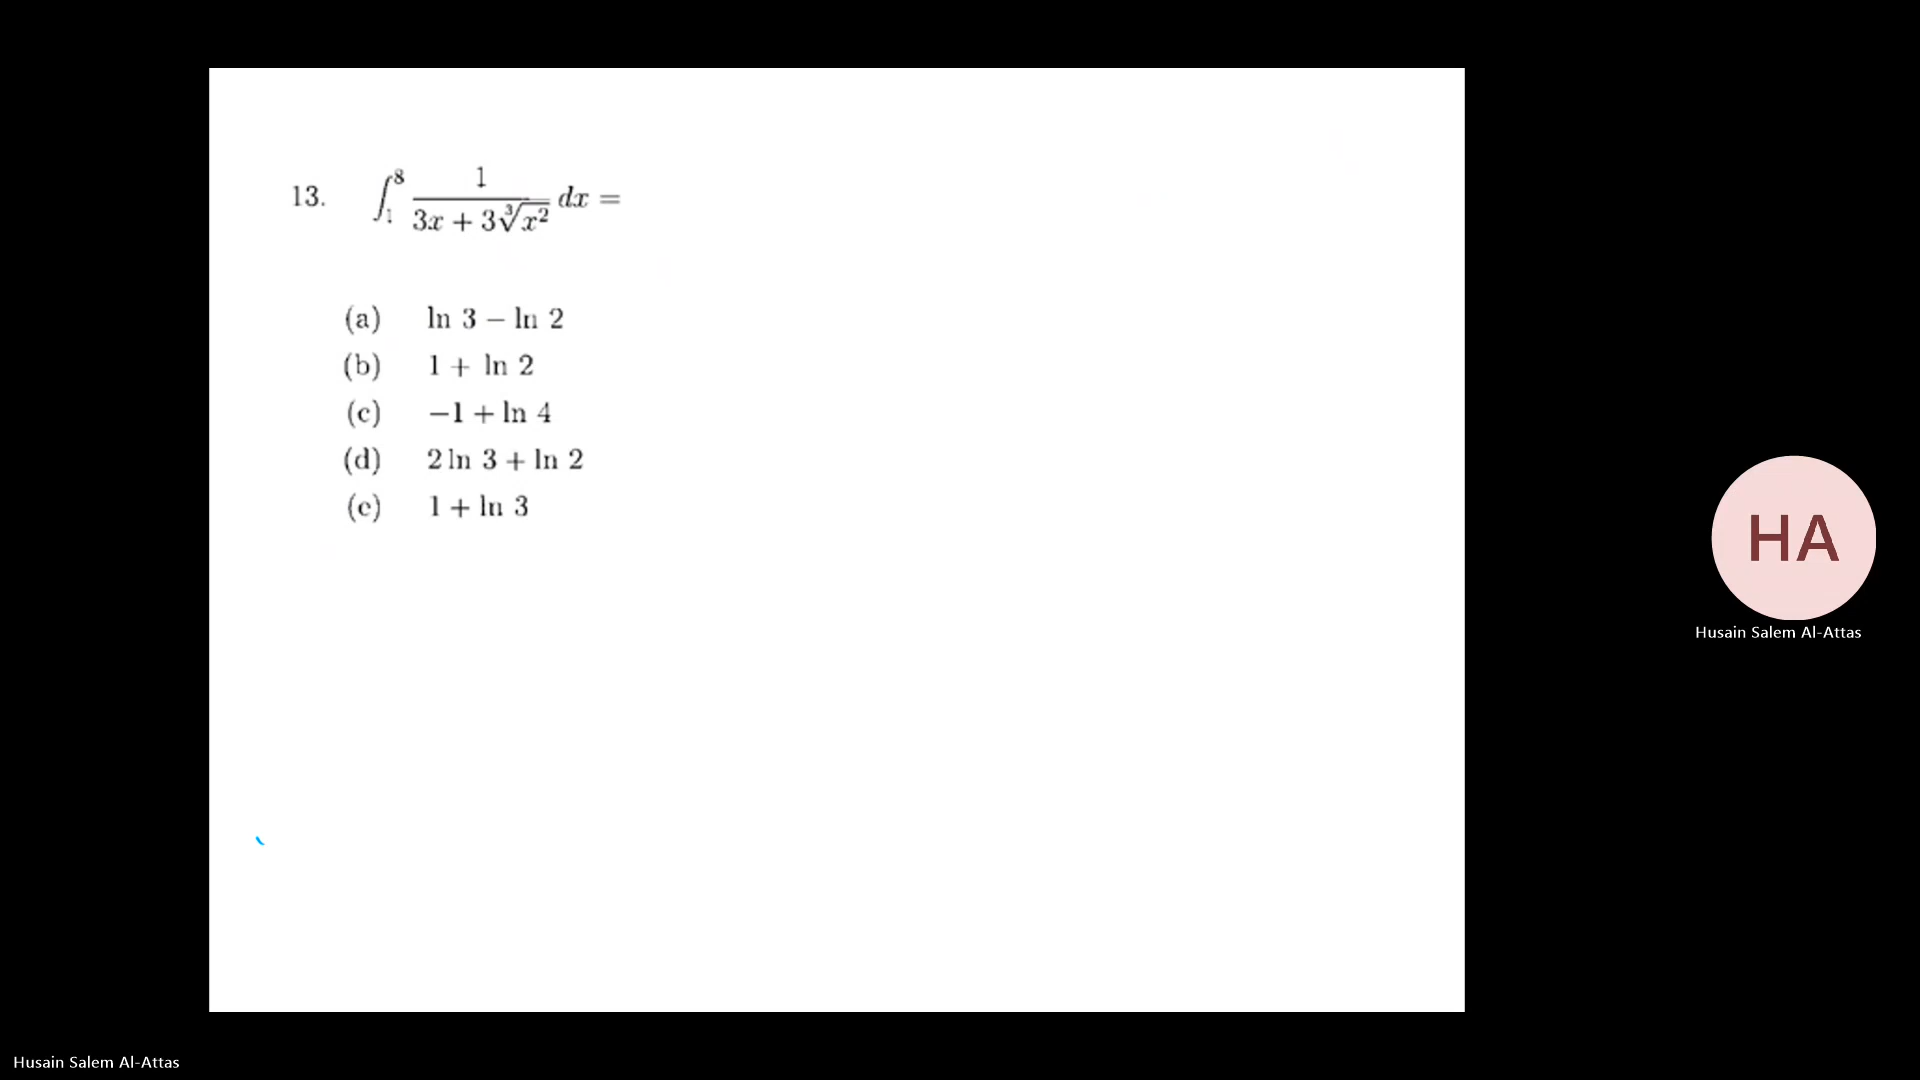 13. ∫₁⁸ 1/(3x + 3∛x²) dx =
(a) ln 3 − ln 2
(b) 1 + ln 2
(c) −1 + ln 4
(d) 2 ln 3 + ln 2
(e) 1 + ln 3
HA
Husain Salem Al-Attas
Husain Salem Al-Attas